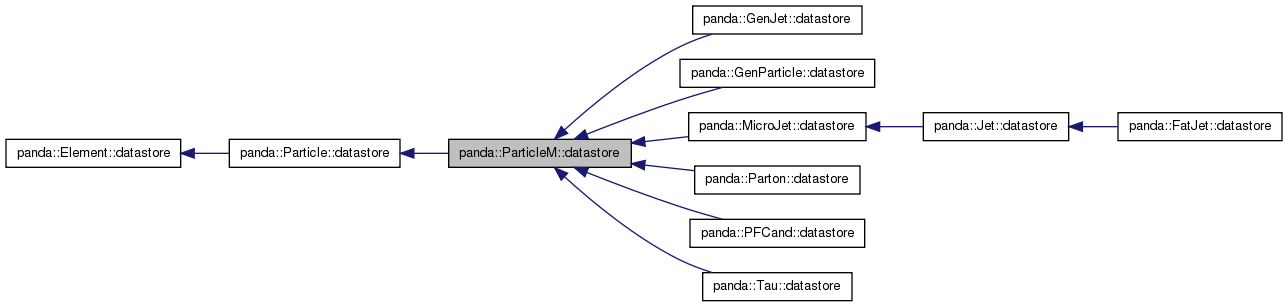 panda::GenJet::datastore
panda::GenParticle::datastore
panda::MicroJet::datastore
panda::Jet::datastore
panda::FatJet::datastore
panda::Element::datastore
panda::Particle::datastore
panda::ParticleM::datastore
panda::Parton::datastore
panda::PFCand::datastore
panda::Tau::datastore